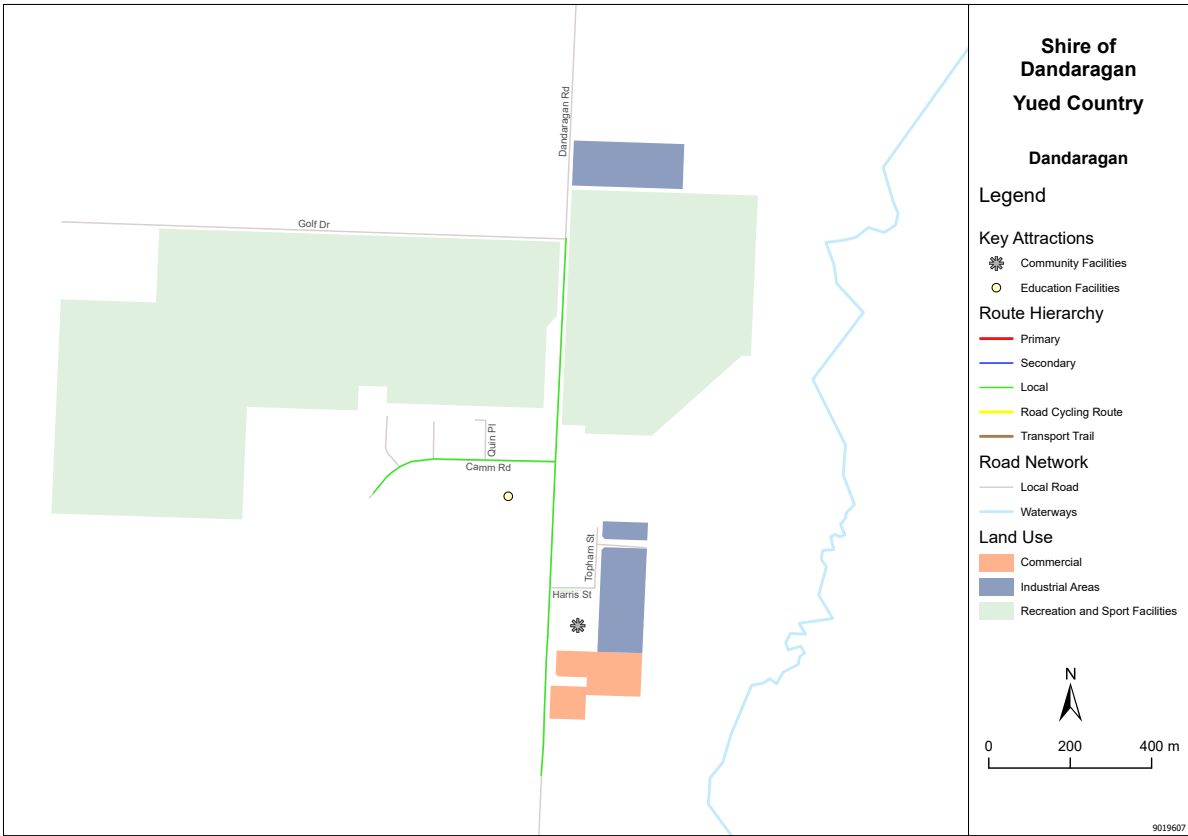 Dandaragan Rd
Golf Dr
Quin Pl
Camm Rd
Topham St
Harris St
Shire of
Dandaragan
Yued Country
Dandaragan
Legend
Key Attractions
Community Facilities
Education Facilities
Route Hierarchy
Primary
Secondary
Local
Road Cycling Route
Transport Trail
Road Network
Local Road
Waterways
Land Use
Commercial
Industrial Areas
Recreation and Sport Facilities
N
0 200 400 m
9019607